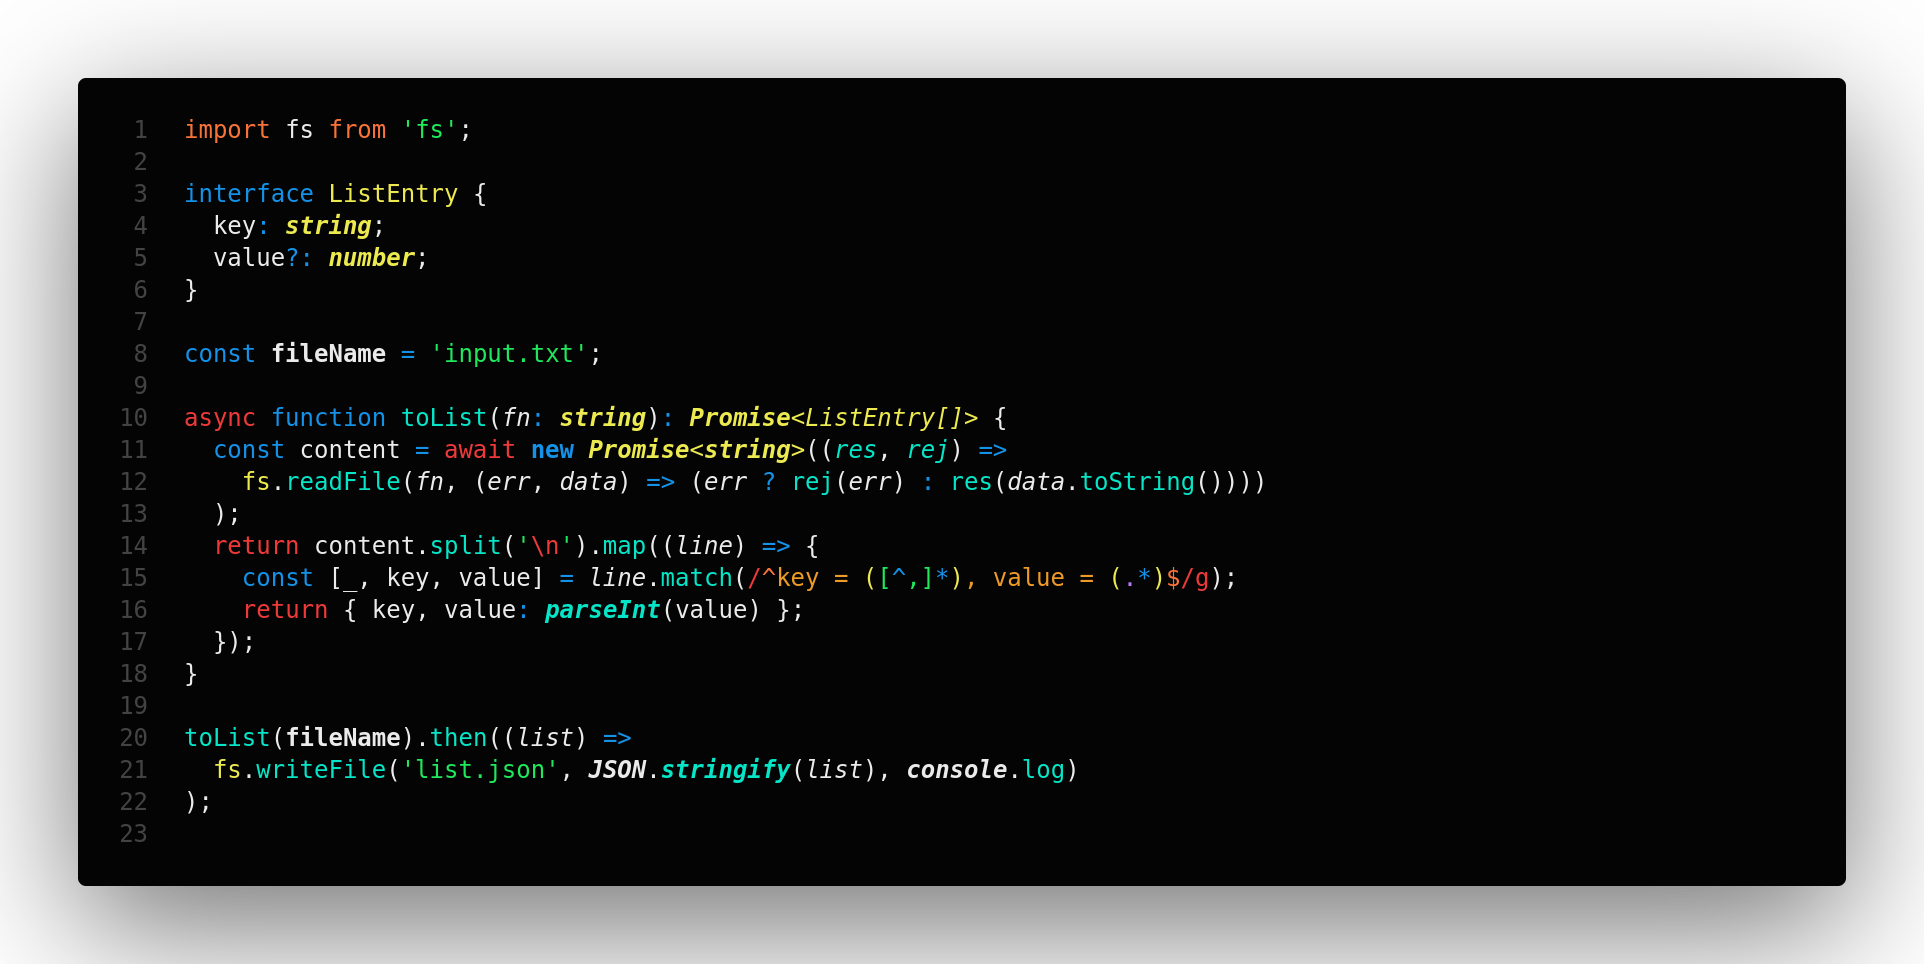 1 import fs from 'fs';
2
3 interface ListEntry {
4   key: string;
5   value?: number;
6 }
7
8 const fileName = 'input.txt';
9
10 async function toList(fn: string): Promise<ListEntry[]> {
11   const content = await new Promise<string>((res, rej) =>
12     fs.readFile(fn, (err, data) => (err ? rej(err) : res(data.toString())))
13   );
14   return content.split('\n').map((line) => {
15     const [_, key, value] = line.match(/^key = ([^,]*), value = (.*)$/g);
16     return { key, value: parseInt(value) };
17   });
18 }
19
20 toList(fileName).then((list) =>
21   fs.writeFile('list.json', JSON.stringify(list), console.log)
22 );
23